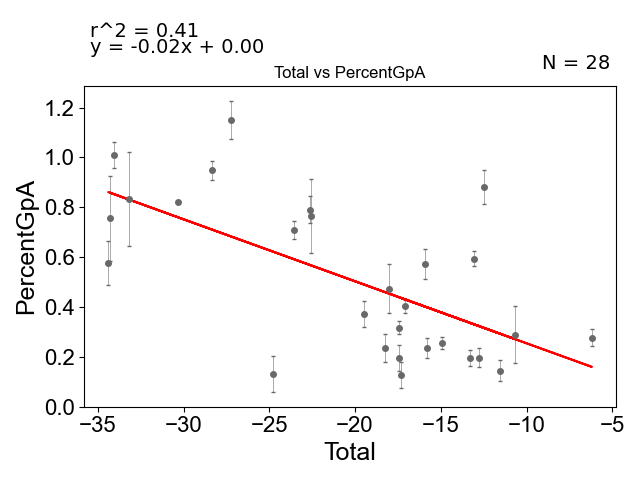 r^2 = 0.41
y = -0.02x + 0.00
N = 28
Total vs PercentGpA
1.2
1.0
0.8
0.6
0.4
0.2
0.0
PercentGpA
−35 −30 −25 −20 −15 −10 −5
Total